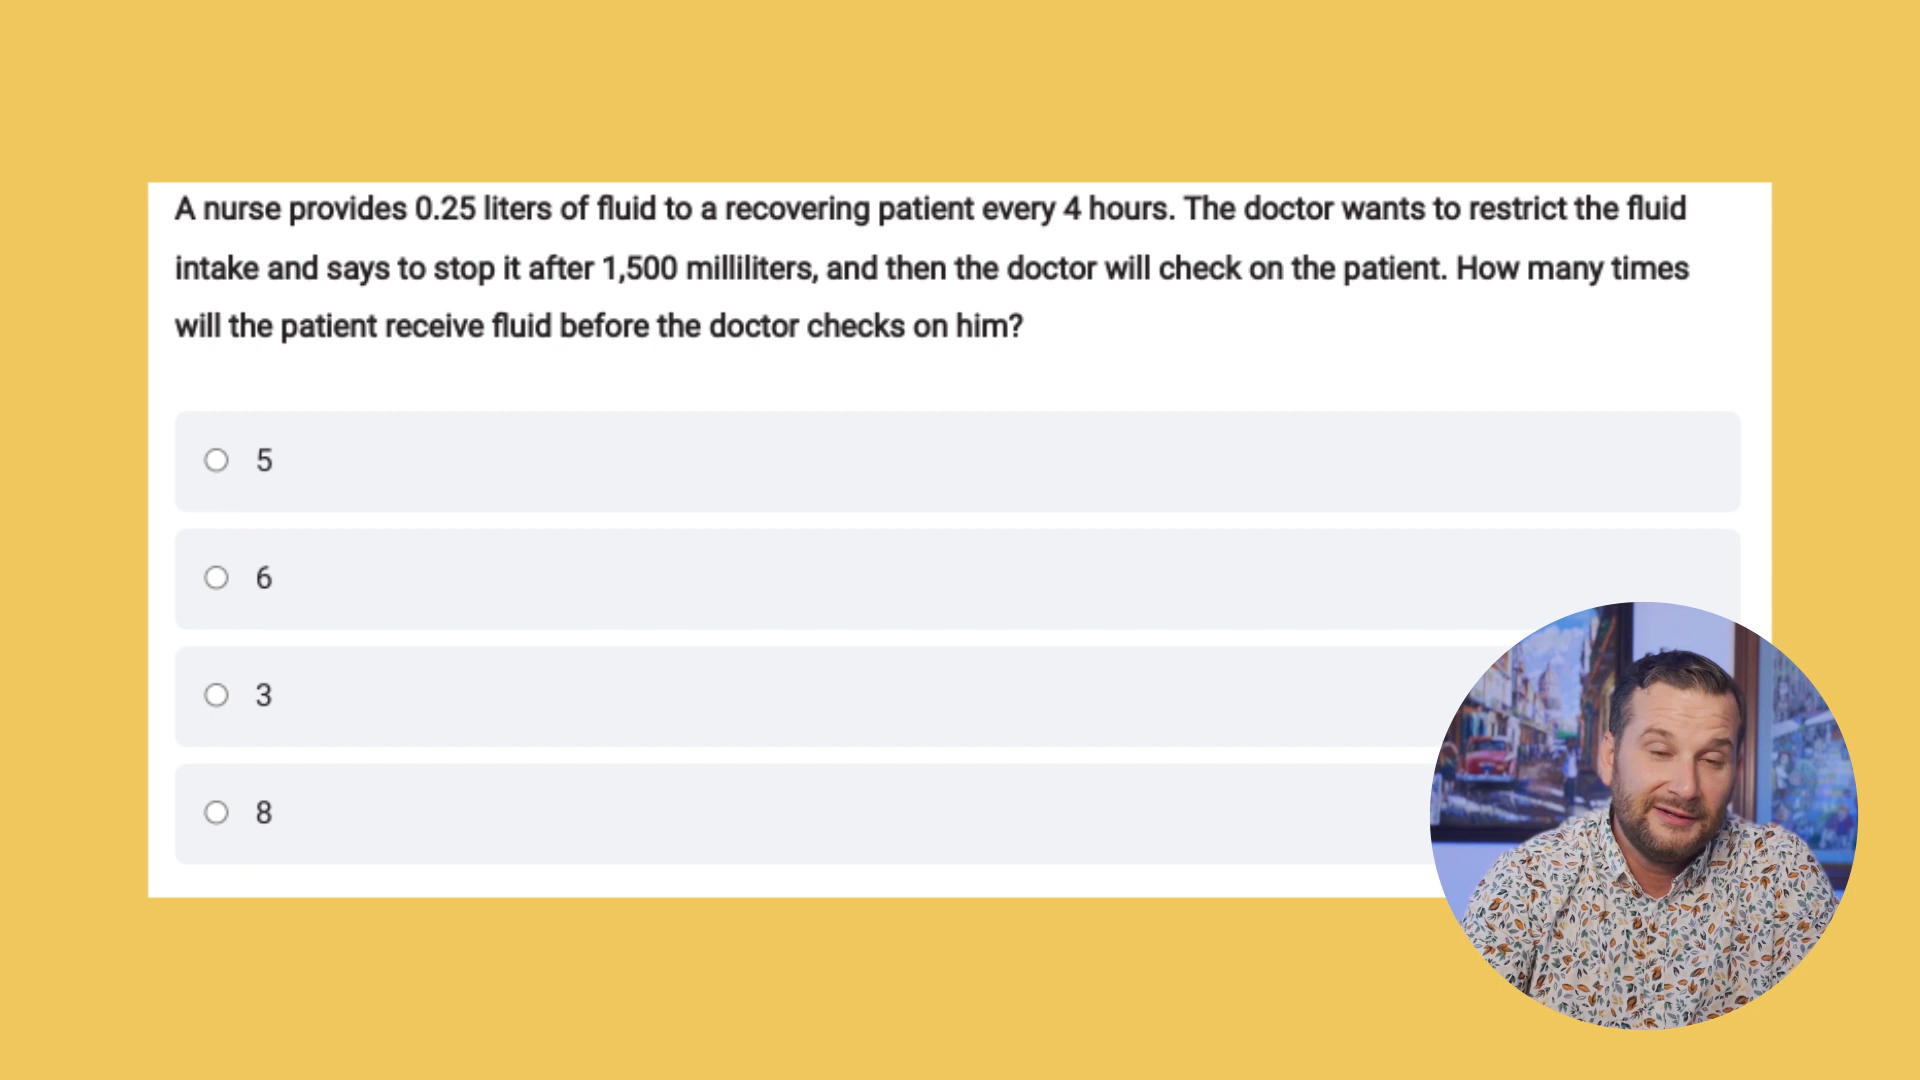 A nurse provides 0.25 liters of fluid to a recovering patient every 4 hours. The doctor wants to restrict the fluid
intake and says to stop it after 1,500 milliliters, and then the doctor will check on the patient. How many times
will the patient receive fluid before the doctor checks on him?
5
6
3
8